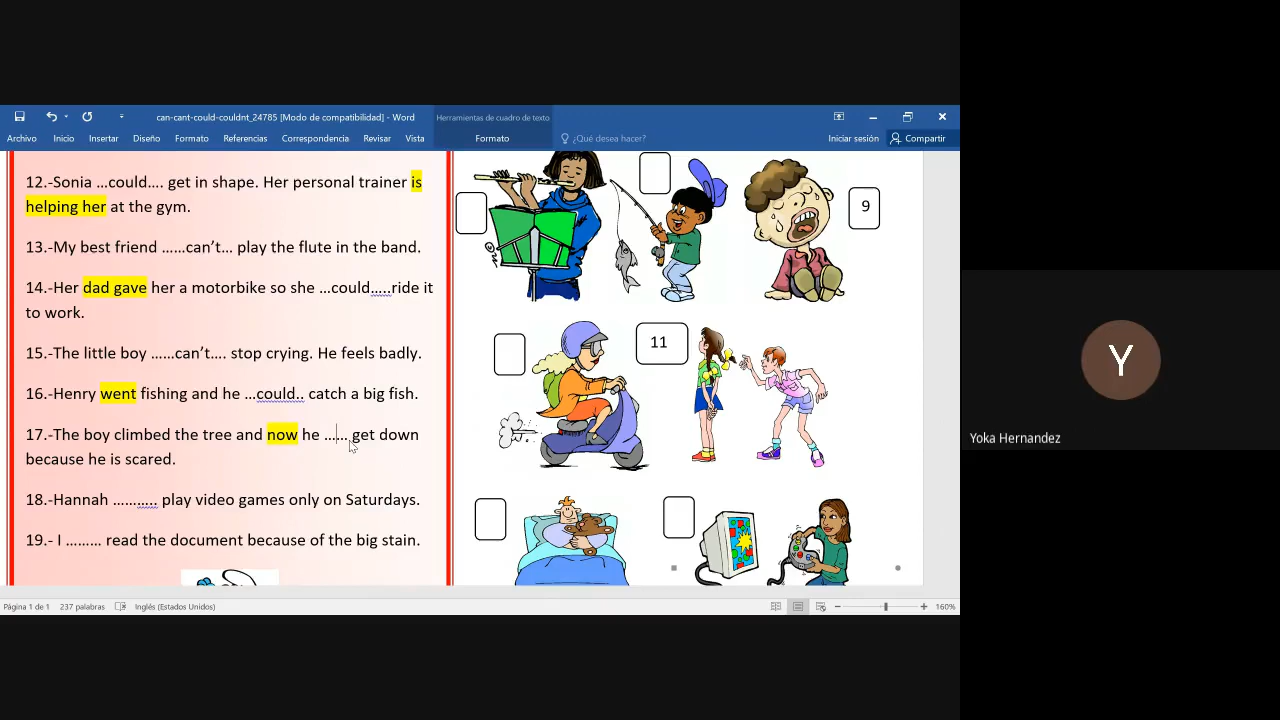 can-cant-could-couldnt_24785 [Modo de compatibilidad] - Word
Herramientas de cuadro de texto
Archivo Inicio Insertar Diseño Formato Referencias Correspondencia Revisar Vista Formato ¿Qué desea hacer? Iniciar sesión Compartir
12.-Sonia …could…. get in shape. Her personal trainer is
helping her at the gym.
13.-My best friend ……can’t… play the flute in the band.
14.-Her dad gave her a motorbike so she …could…..ride it
to work.
15.-The little boy ……can’t…. stop crying. He feels badly.
16.-Henry went fishing and he …could.. catch a big fish.
17.-The boy climbed the tree and now he …… get down
because he is scared.
18.-Hannah ……….. play video games only on Saturdays.
19.- I ……… read the document because of the big stain.
9
11
Página 1 de 1 237 palabras Inglés (Estados Unidos) 160%
Y
Yoka Hernandez